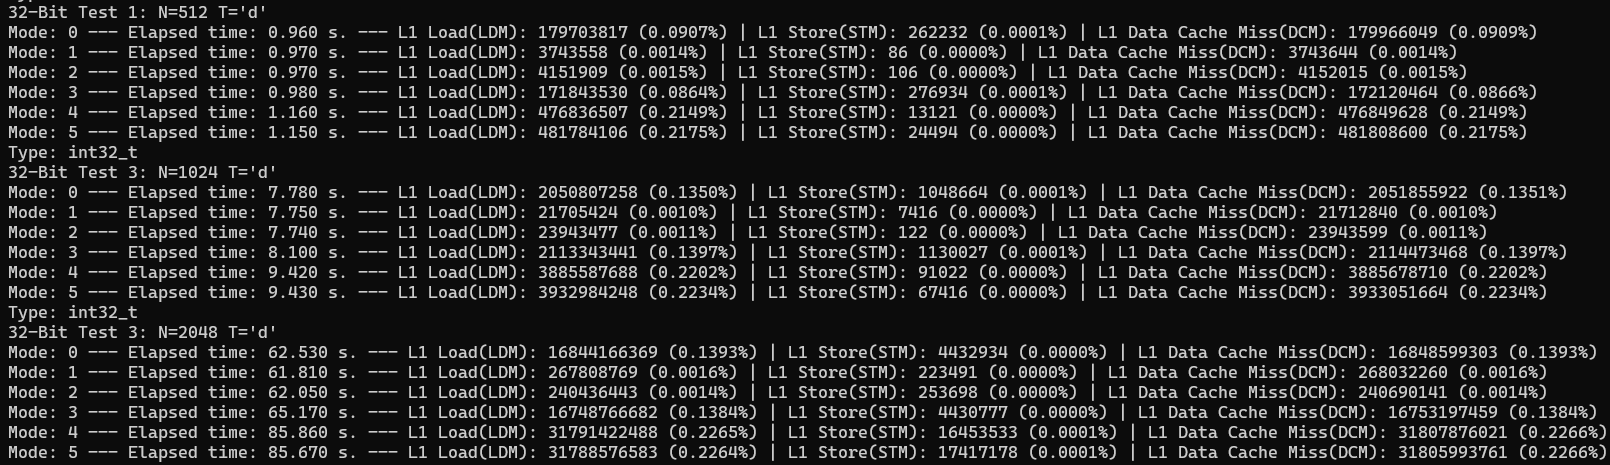 32-Bit Test 1: N=512 T='d'
Mode: 0 --- Elapsed time: 0.960 s. --- L1 Load(LDM): 179703817 (0.0907%) | L1 Store(STM): 262232 (0.0001%) | L1 Data Cache Miss(DCM): 179966049 (0.0909%)
Mode: 1 --- Elapsed time: 0.970 s. --- L1 Load(LDM): 3743558 (0.0014%) | L1 Store(STM): 86 (0.0000%) | L1 Data Cache Miss(DCM): 3743644 (0.0014%)
Mode: 2 --- Elapsed time: 0.970 s. --- L1 Load(LDM): 4151909 (0.0015%) | L1 Store(STM): 106 (0.0000%) | L1 Data Cache Miss(DCM): 4152015 (0.0015%)
Mode: 3 --- Elapsed time: 0.980 s. --- L1 Load(LDM): 171843530 (0.0864%) | L1 Store(STM): 276934 (0.0001%) | L1 Data Cache Miss(DCM): 172120464 (0.0866%)
Mode: 4 --- Elapsed time: 1.160 s. --- L1 Load(LDM): 476836507 (0.2149%) | L1 Store(STM): 13121 (0.0000%) | L1 Data Cache Miss(DCM): 476849628 (0.2149%)
Mode: 5 --- Elapsed time: 1.150 s. --- L1 Load(LDM): 481784106 (0.2175%) | L1 Store(STM): 24494 (0.0000%) | L1 Data Cache Miss(DCM): 481808600 (0.2175%)
Type: int32_t
32-Bit Test 3: N=1024 T='d'
Mode: 0 --- Elapsed time: 7.780 s. --- L1 Load(LDM): 2050807258 (0.1350%) | L1 Store(STM): 1048664 (0.0001%) | L1 Data Cache Miss(DCM): 2051855922 (0.1351%)
Mode: 1 --- Elapsed time: 7.750 s. --- L1 Load(LDM): 21705424 (0.0010%) | L1 Store(STM): 7416 (0.0000%) | L1 Data Cache Miss(DCM): 21712840 (0.0010%)
Mode: 2 --- Elapsed time: 7.740 s. --- L1 Load(LDM): 23943477 (0.0011%) | L1 Store(STM): 122 (0.0000%) | L1 Data Cache Miss(DCM): 23943599 (0.0011%)
Mode: 3 --- Elapsed time: 8.100 s. --- L1 Load(LDM): 2113343441 (0.1397%) | L1 Store(STM): 1130027 (0.0001%) | L1 Data Cache Miss(DCM): 2114473468 (0.1397%)
Mode: 4 --- Elapsed time: 9.420 s. --- L1 Load(LDM): 3885587688 (0.2202%) | L1 Store(STM): 91022 (0.0000%) | L1 Data Cache Miss(DCM): 3885678710 (0.2202%)
Mode: 5 --- Elapsed time: 9.430 s. --- L1 Load(LDM): 3932984248 (0.2234%) | L1 Store(STM): 67416 (0.0000%) | L1 Data Cache Miss(DCM): 3933051664 (0.2234%)
Type: int32_t
32-Bit Test 3: N=2048 T='d'
Mode: 0 --- Elapsed time: 62.530 s. --- L1 Load(LDM): 16844166369 (0.1393%) | L1 Store(STM): 4432934 (0.0000%) | L1 Data Cache Miss(DCM): 16848599303 (0.1393%)
Mode: 1 --- Elapsed time: 61.810 s. --- L1 Load(LDM): 267808769 (0.0016%) | L1 Store(STM): 223491 (0.0000%) | L1 Data Cache Miss(DCM): 268032260 (0.0016%)
Mode: 2 --- Elapsed time: 62.050 s. --- L1 Load(LDM): 240436443 (0.0014%) | L1 Store(STM): 253698 (0.0000%) | L1 Data Cache Miss(DCM): 240690141 (0.0014%)
Mode: 3 --- Elapsed time: 65.170 s. --- L1 Load(LDM): 16748766682 (0.1384%) | L1 Store(STM): 4430777 (0.0000%) | L1 Data Cache Miss(DCM): 16753197459 (0.1384%)
Mode: 4 --- Elapsed time: 85.860 s. --- L1 Load(LDM): 31791422488 (0.2265%) | L1 Store(STM): 16453533 (0.0001%) | L1 Data Cache Miss(DCM): 31807876021 (0.2266%)
Mode: 5 --- Elapsed time: 85.670 s. --- L1 Load(LDM): 31788576583 (0.2264%) | L1 Store(STM): 17417178 (0.0001%) | L1 Data Cache Miss(DCM): 31805993761 (0.2266%)